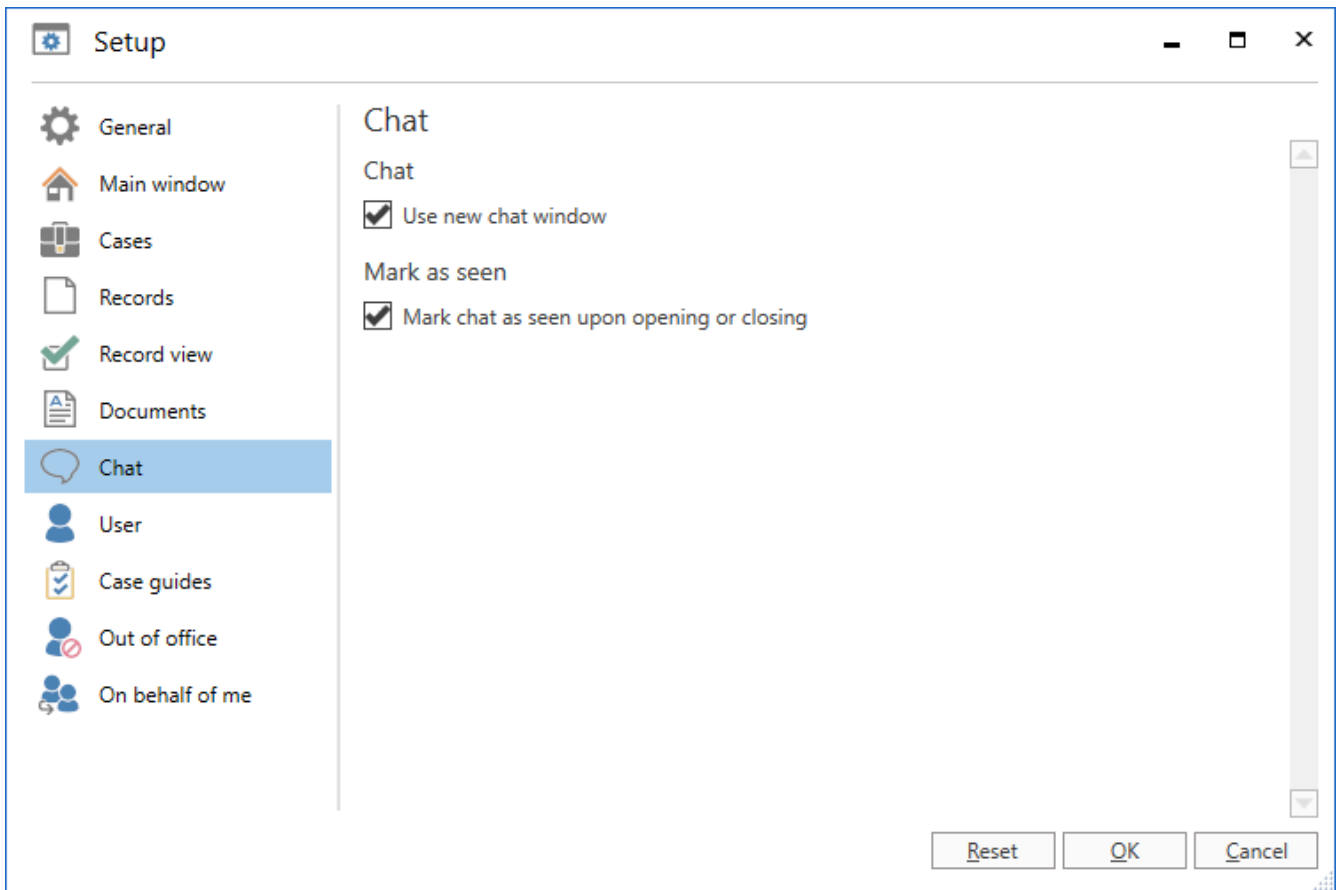 Setup
General
Main window
Cases
Records
Record view
Documents
Chat
User
Case guides
Out of office
On behalf of me
Chat
Chat
Use new chat window
Mark as seen
Mark chat as seen upon opening or closing
Reset
OK
Cancel